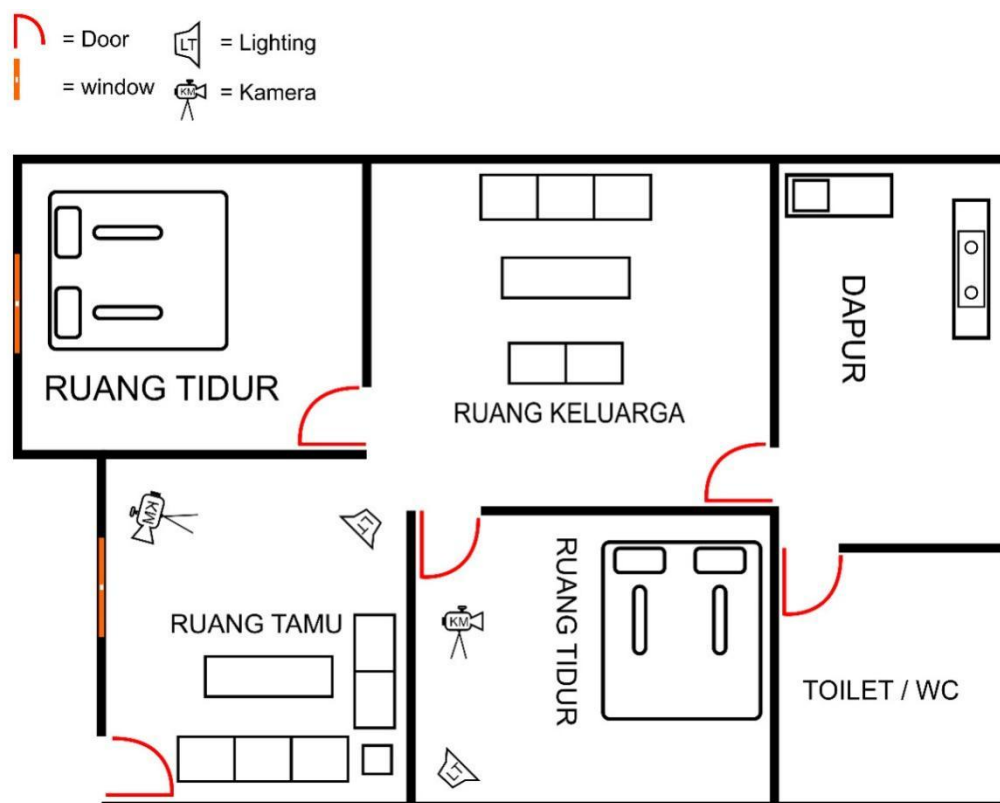 = Door
LT
= Lighting
= window
KM
= Kamera
RUANG TIDUR
RUANG KELUARGA
DAPUR
KM
LT
RUANG TAMU
KM
RUANG TIDUR
LT
TOILET / WC